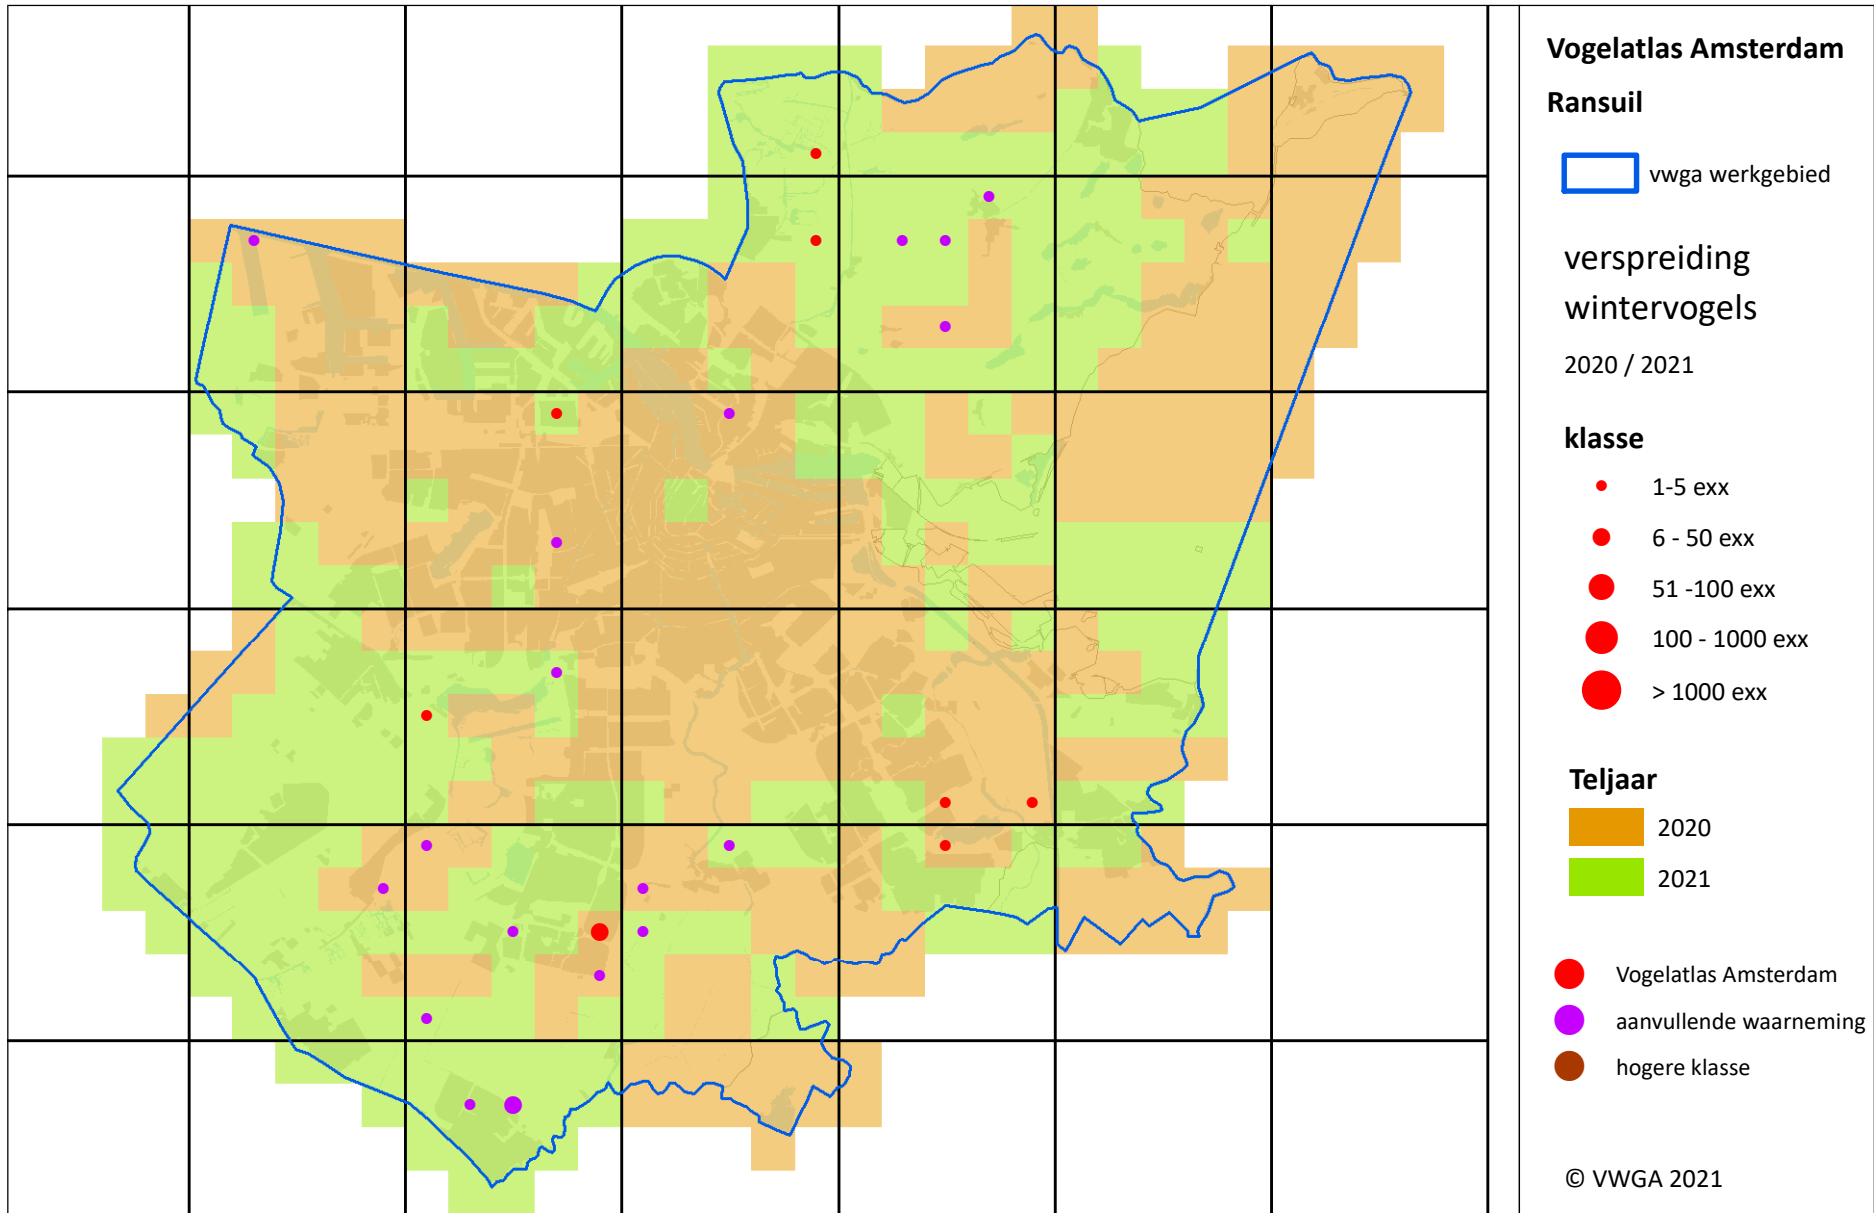 Vogelatlas Amsterdam
Ransuil
vwga werkgebied
verspreiding
wintervogels
2020 / 2021
klasse
1-5 exx
6 - 50 exx
51 -100 exx
100 - 1000 exx
> 1000 exx
Teljaar
2020
2021
Vogelatlas Amsterdam
aanvullende waarneming
hogere klasse
© VWGA 2021